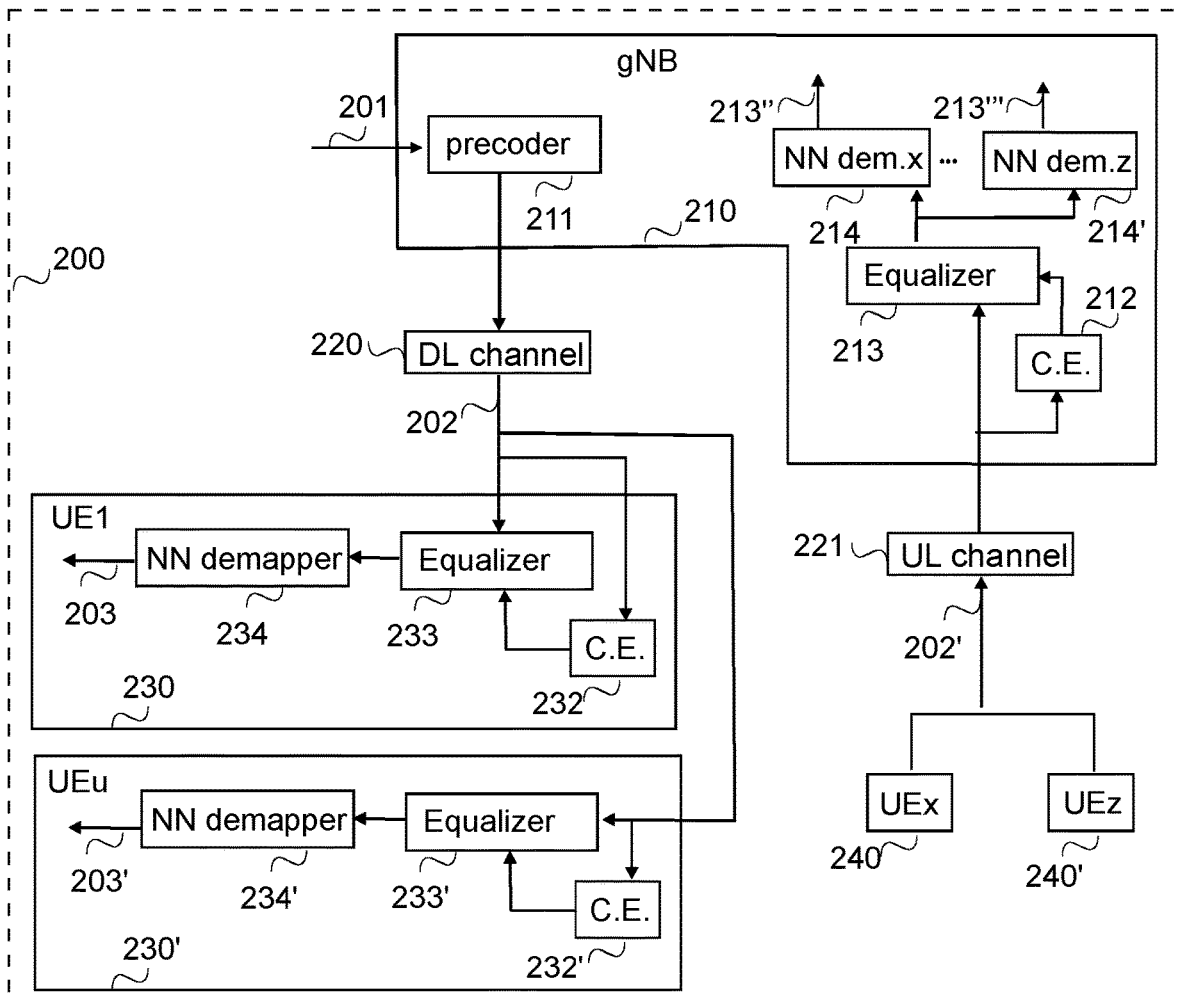 gNB
201
precoder
211
210
213"
213'"
NN dem.x
...
NN dem.z
214
214'
Equalizer
213
212
C.E.
200
220
DL channel
202
UE1
NN demapper
Equalizer
203
234
233
C.E.
232
230
221
UL channel
202'
UEx
UEz
240
240'
UEu
NN demapper
Equalizer
203'
234'
233'
C.E.
232'
230'